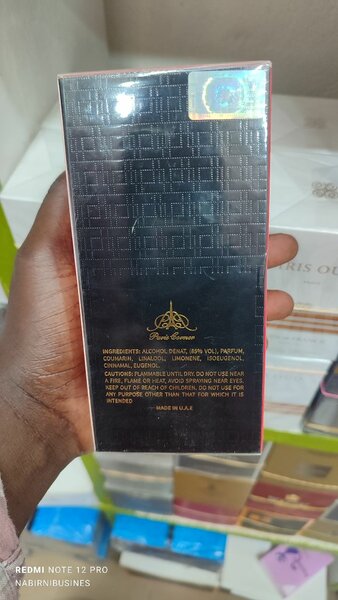 IRIS OU
Paris Corner
INGREDIENTS: ALCOHOL DENAT, (85% VOL), PARFUM,
COUMARIN, LINALOOL, LIMONENE, ISOEUGENOL,
CINNAMAL, EUGENOL.
CAUTIONS: FLAMMABLE UNTIL DRY. DO NOT USE NEAR
A FIRE, FLAME OR HEAT, AVOID SPRAYING NEAR EYES.
KEEP OUT OF REACH OF CHILDREN. DO NOT USE FOR
ANY PURPOSE OTHER THAN THAT FOR WHICH IT IS
INTENDED
MADE IN U.A.E
REDMI NOTE 12 PRO
NABIRNIBUSINES